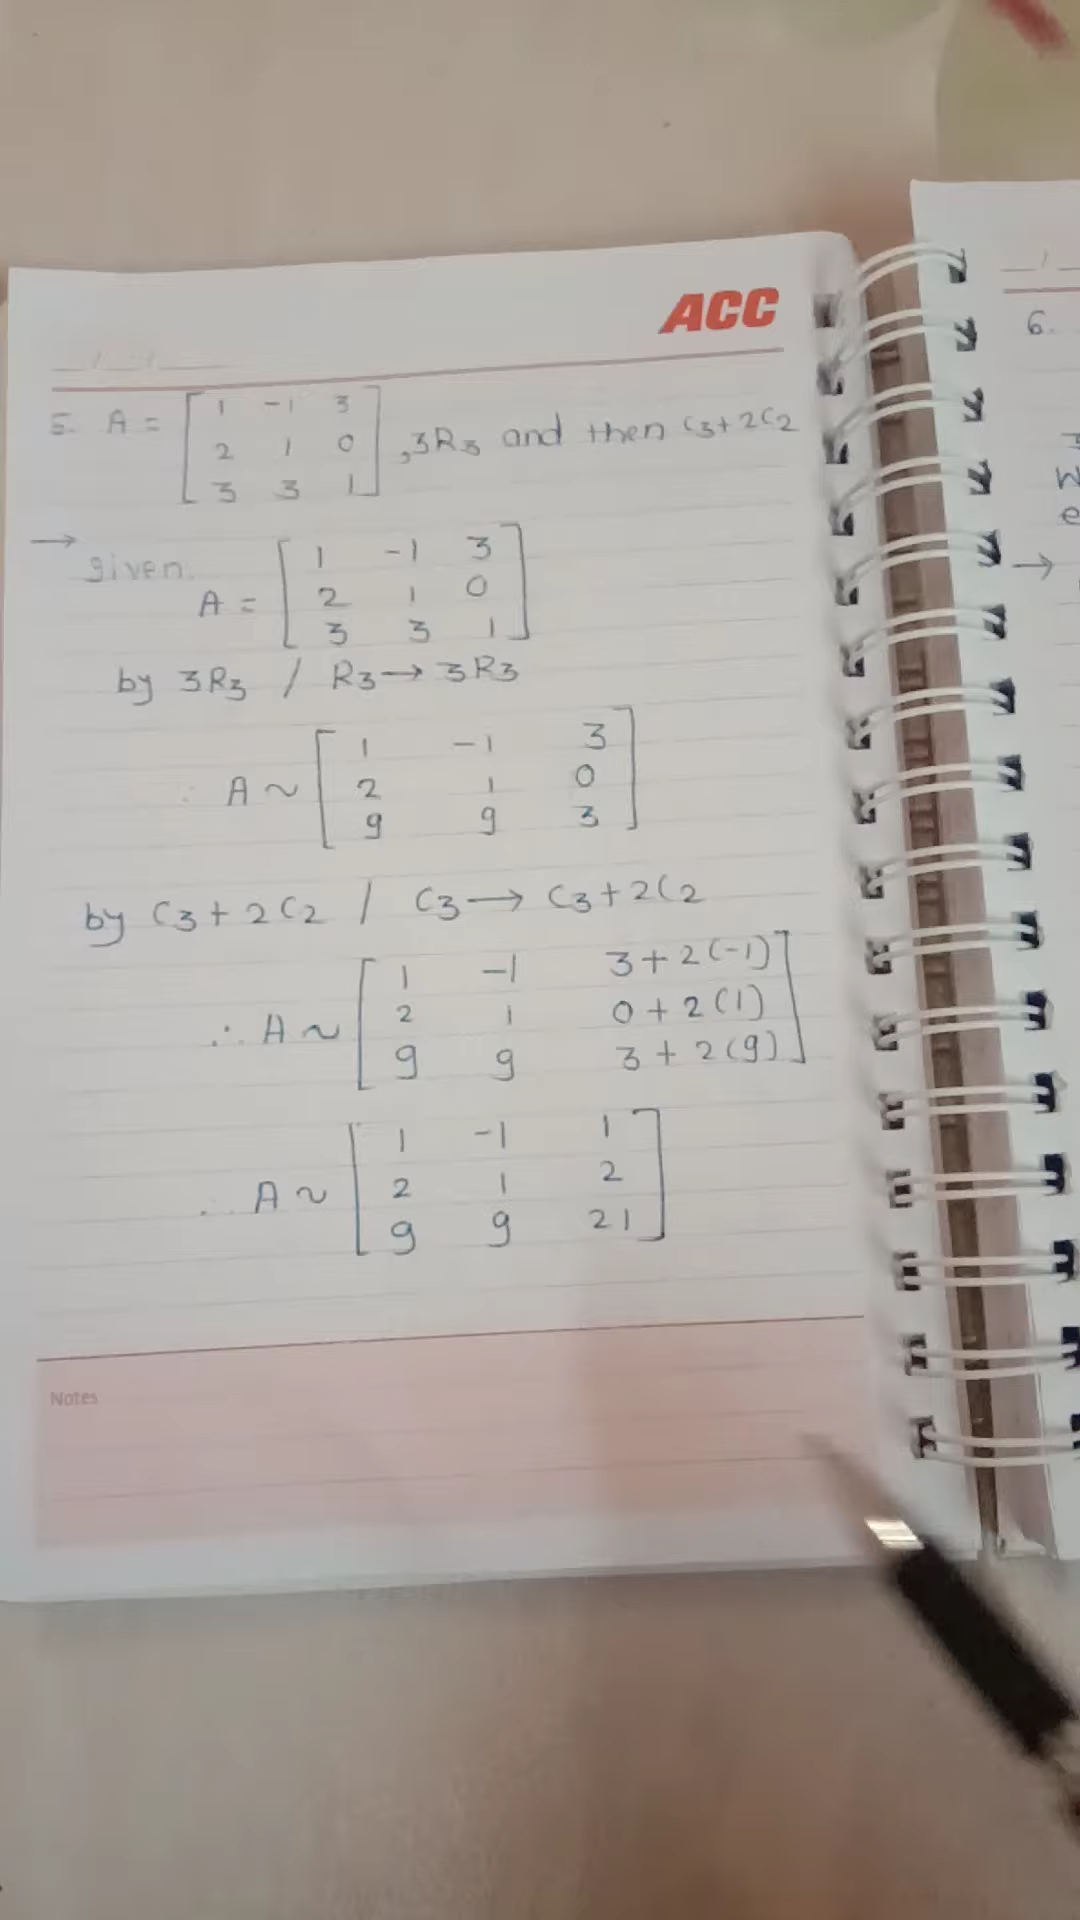 ACC
5. A = [ 1 -1 3
2 1 0
3 3 1 ] , 3R3 and then C3+2C2
→ given.
A = [ 1 -1 3
2 1 0
3 3 1 ]
by 3R3 / R3 → 3R3
∴ A ~ [ 1 -1 3
2 1 0
9 9 3 ]
by C3 + 2C2 / C3 → C3+2C2
∴ A ~ [ 1 -1 3+2(-1)
2 1 0+2(1)
9 9 3+2(9) ]
∴ A ~ [ 1 -1 1
2 1 2
9 9 21 ]
Notes
6.
→